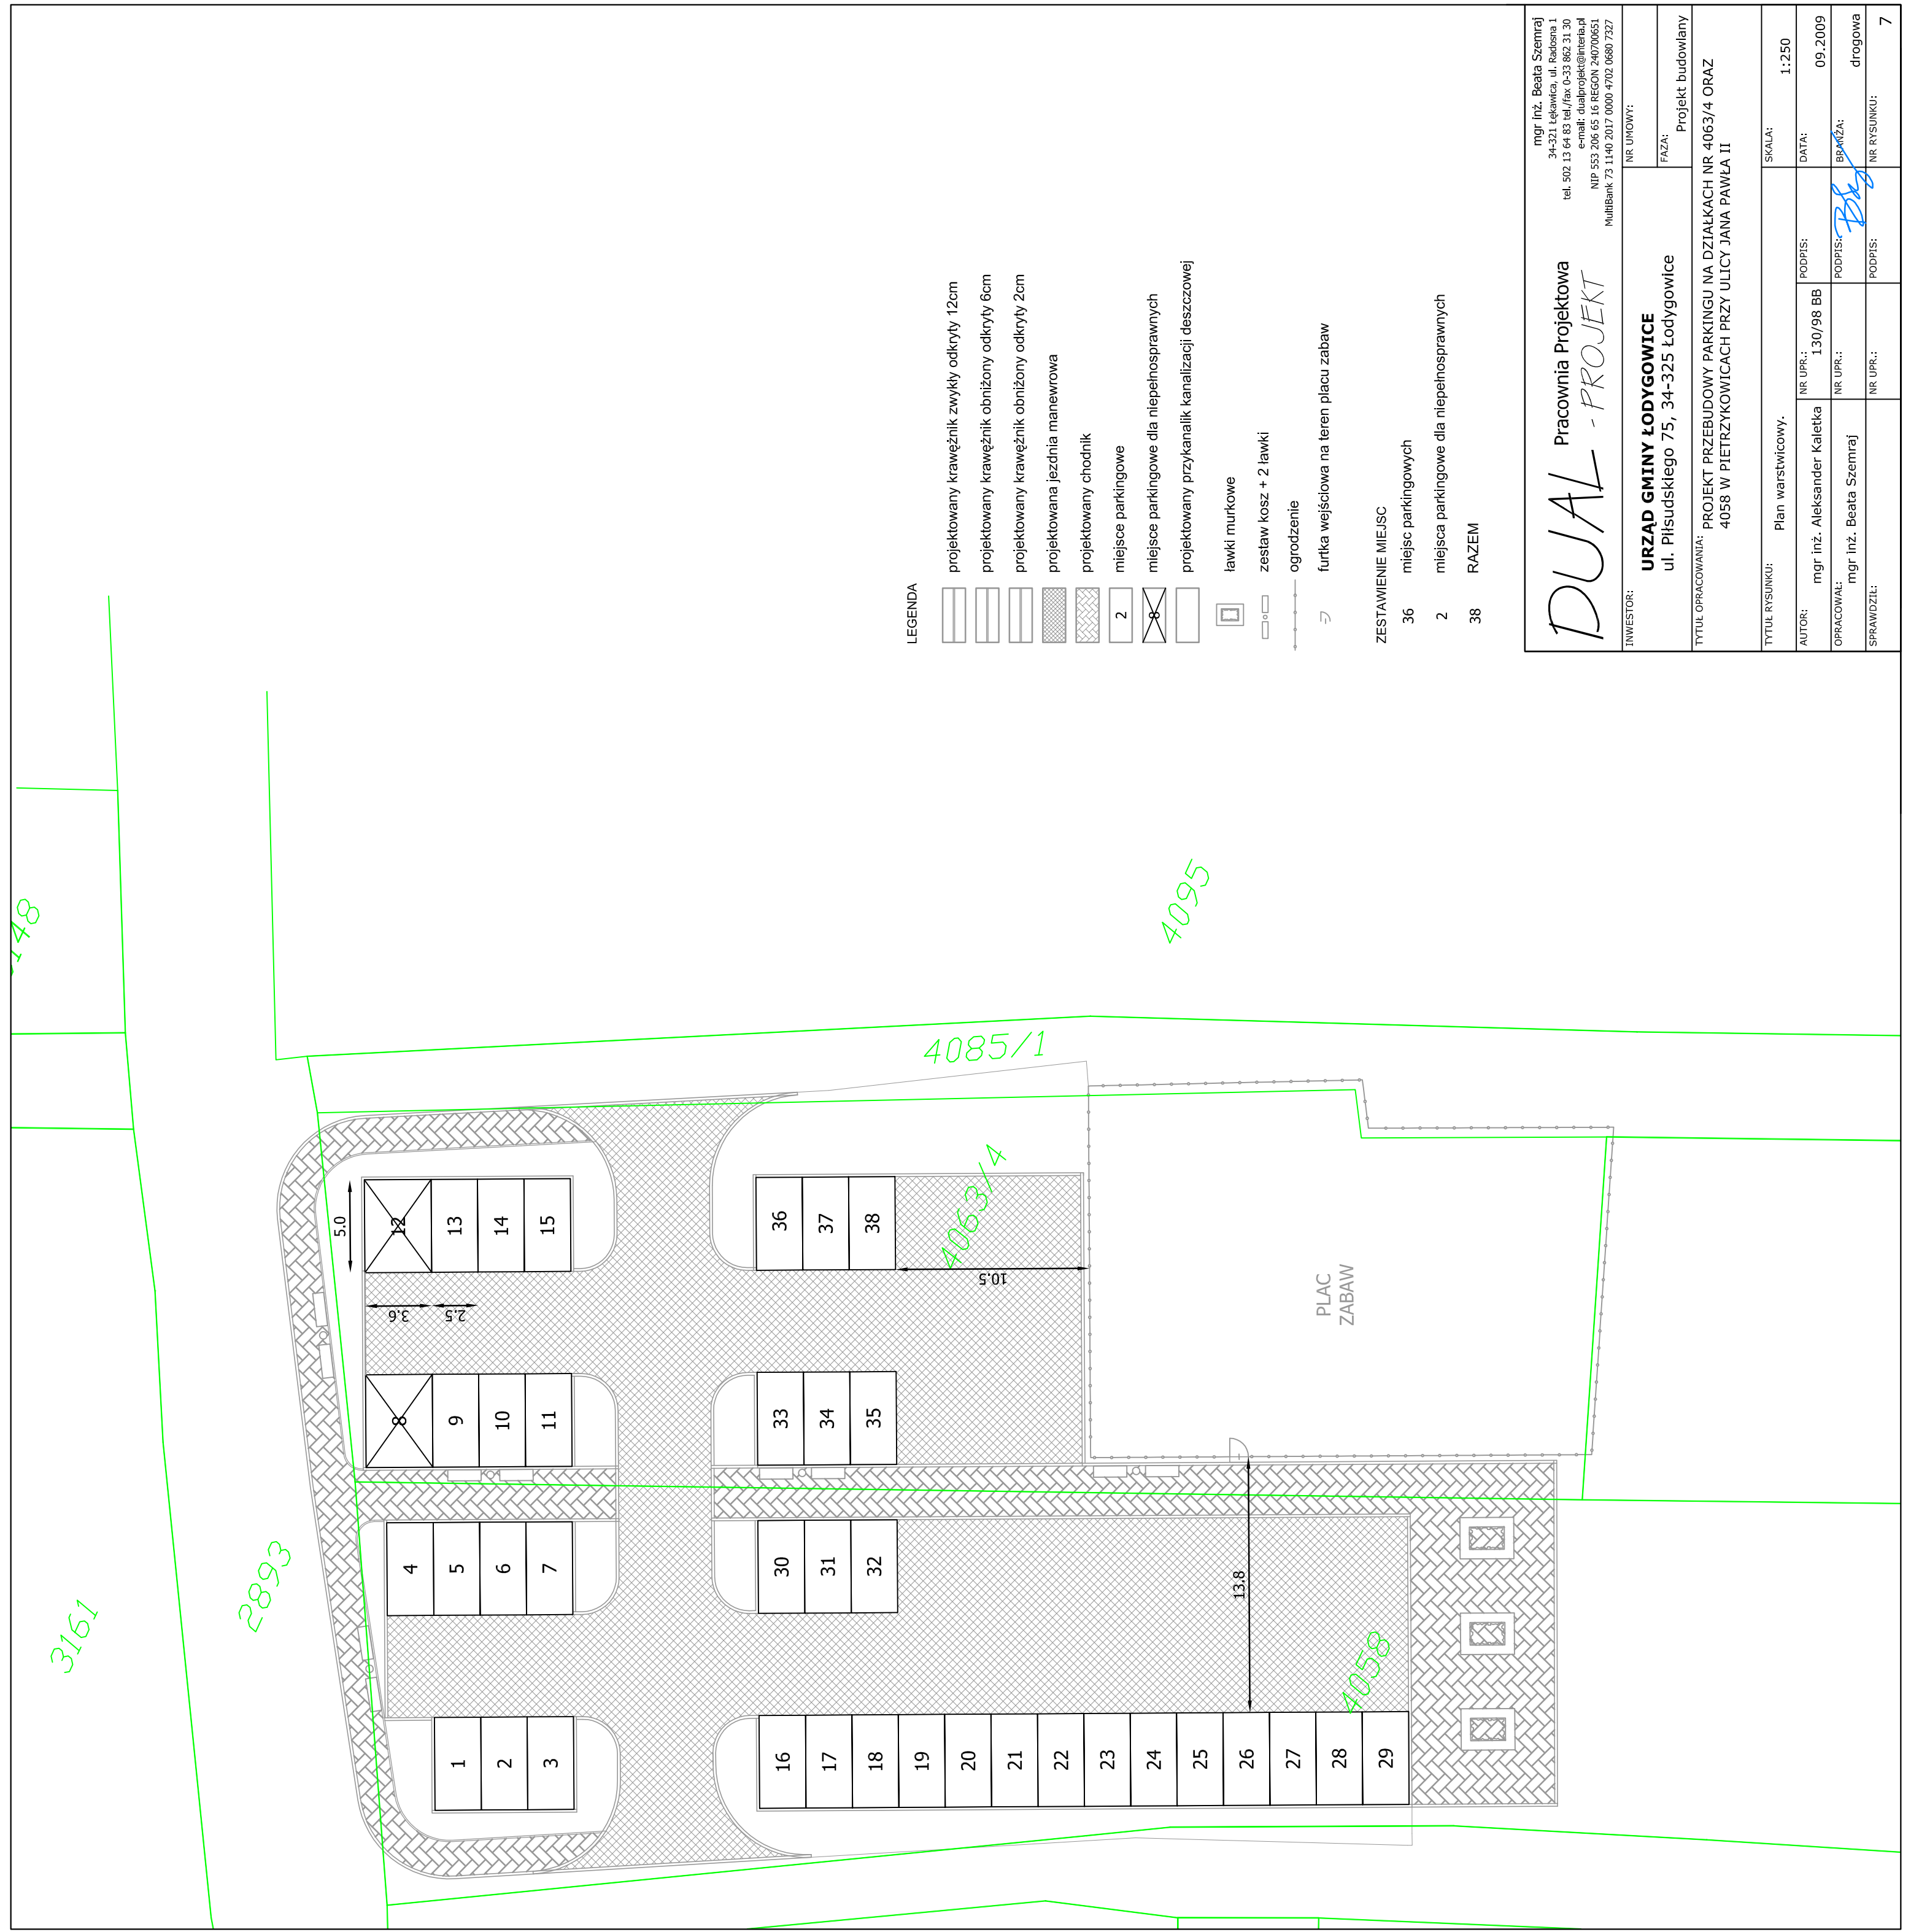 3148
3161
2893
4085/1
4095
4063/4
4058
5.0
3.6
2.5
10.5
13.8
1
2
3
4
5
6
7
8
9
10
11
12
13
14
15
16
17
18
19
20
21
22
23
24
25
26
27
28
29
30
31
32
33
34
35
36
37
38
PLAC
ZABAW
LEGENDA
projektowany krawężnik zwykły odkryty 12cm
projektowany krawężnik obniżony odkryty 6cm
projektowany krawężnik obniżony odkryty 2cm
projektowana jezdnia manewrowa
projektowany chodnik
2 miejsce parkingowe
8 miejsce parkingowe dla niepełnosprawnych
projektowany przykanalik kanalizacji deszczowej
ławki murkowe
zestaw kosz + 2 ławki
ogrodzenie
furtka wejściowa na teren placu zabaw
ZESTAWIENIE MIEJSC
36 miejsc parkingowych
2 miejsca parkingowe dla niepełnosprawnych
38 RAZEM
DUAL - PROJEKT
Pracownia Projektowa
mgr inż. Beata Szemraj
34-321 Łękawica, ul. Radosna 1
tel. 502 13 64 83 tel./fax 0-33 862 31 30
e-mail: dualprojekt@interia.pl
NIP 553 206 65 16 REGON 240700651
MultiBank 73 1140 2017 0000 4702 0680 7327
INWESTOR:
URZĄD GMINY ŁODYGOWICE
ul. Piłsudskiego 75, 34-325 Łodygowice
NR UMOWY:
FAZA:
Projekt budowlany
TYTUŁ OPRACOWANIA: PROJEKT PRZEBUDOWY PARKINGU NA DZIAŁKACH NR 4063/4 ORAZ
4058 W PIETRZYKOWICACH PRZY ULICY JANA PAWŁA II
TYTUŁ RYSUNKU:
Plan warstwicowy.
SKALA:
1:250
AUTOR:
mgr inż. Aleksander Kaletka
NR UPR.:
130/98 BB
PODPIS:
DATA:
09.2009
OPRACOWAŁ:
mgr inż. Beata Szemraj
NR UPR.:
PODPIS:
BRANŻA:
drogowa
SPRAWDZIŁ:
NR UPR.:
PODPIS:
NR RYSUNKU:
7